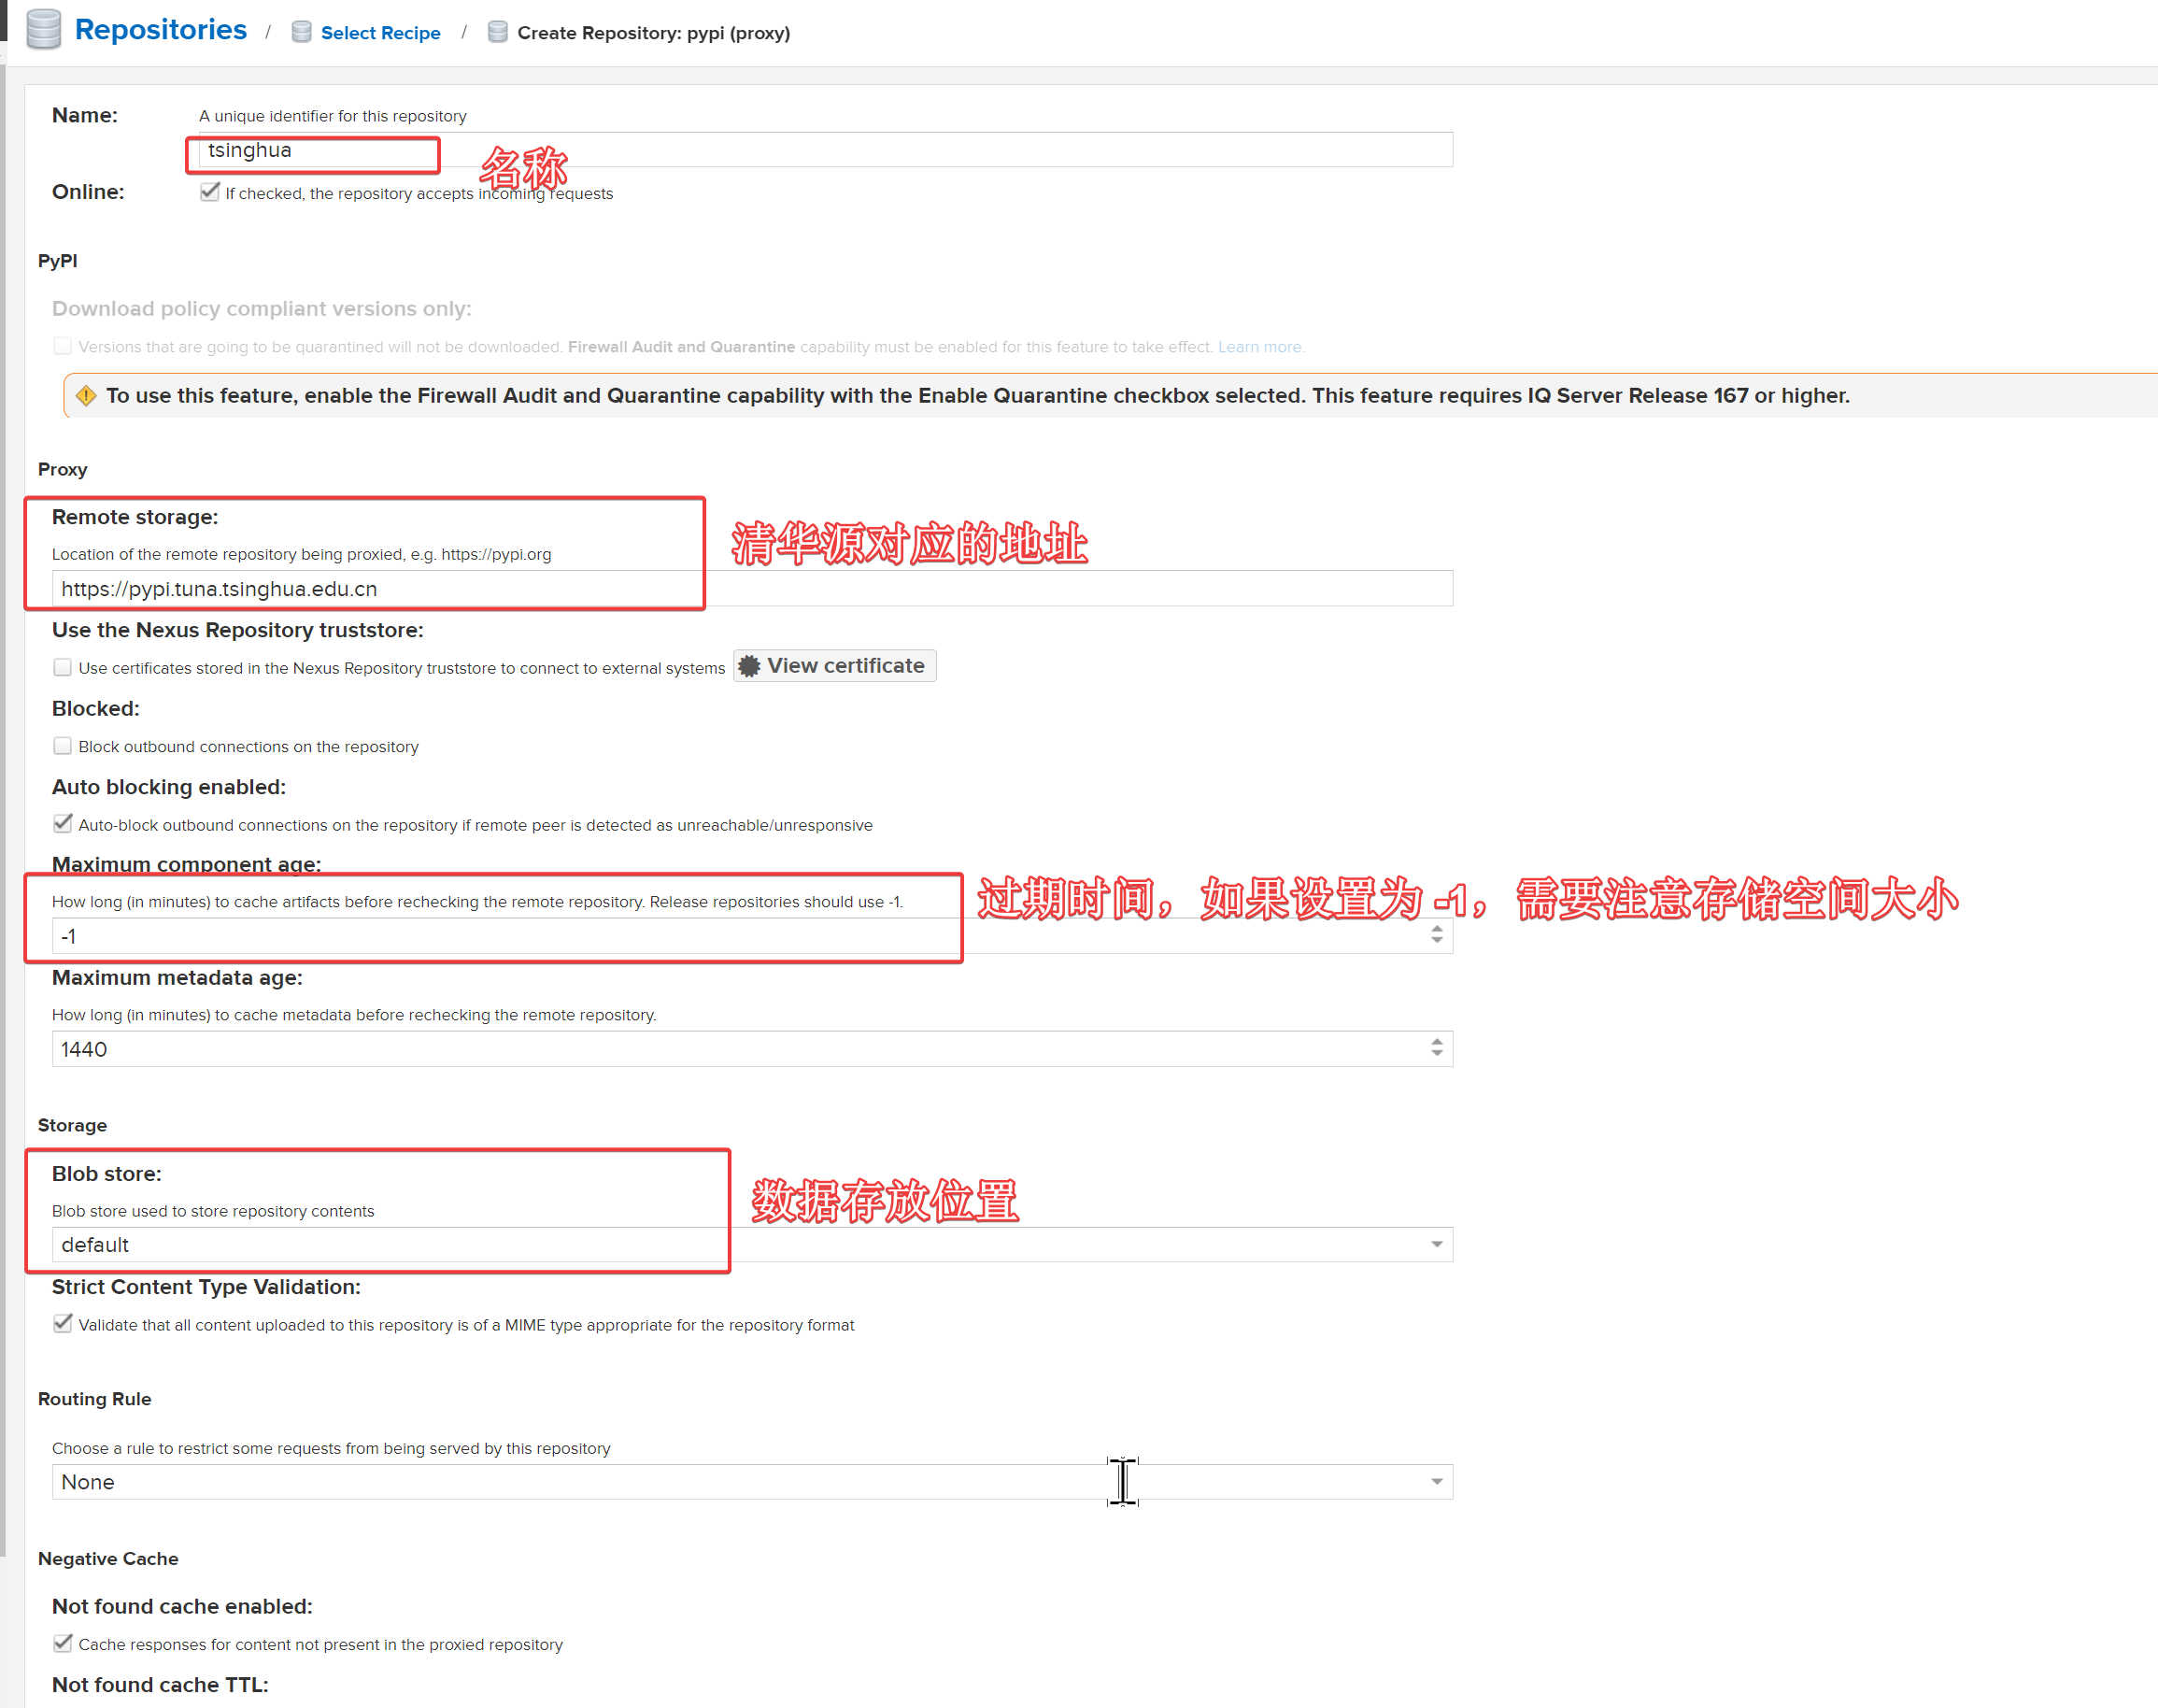 Repositories / Select Recipe / Create Repository: pypi (proxy)
Name:
A unique identifier for this repository
tsinghua
名称
Online:
If checked, the repository accepts incoming requests
PyPI
Download policy compliant versions only:
Versions that are going to be quarantined will not be downloaded. Firewall Audit and Quarantine capability must be enabled for this feature to take effect. Learn more.
To use this feature, enable the Firewall Audit and Quarantine capability with the Enable Quarantine checkbox selected. This feature requires IQ Server Release 167 or higher.
Proxy
Remote storage:
清华源对应的地址
Location of the remote repository being proxied, e.g. https://pypi.org
https://pypi.tuna.tsinghua.edu.cn
Use the Nexus Repository truststore:
Use certificates stored in the Nexus Repository truststore to connect to external systems
View certificate
Blocked:
Block outbound connections on the repository
Auto blocking enabled:
Auto-block outbound connections on the repository if remote peer is detected as unreachable/unresponsive
Maximum component age:
How long (in minutes) to cache artifacts before rechecking the remote repository. Release repositories should use -1.
过期时间，如果设置为 -1，需要注意存储空间大小
-1
Maximum metadata age:
How long (in minutes) to cache metadata before rechecking the remote repository.
1440
Storage
Blob store:
数据存放位置
Blob store used to store repository contents
default
Strict Content Type Validation:
Validate that all content uploaded to this repository is of a MIME type appropriate for the repository format
Routing Rule
Choose a rule to restrict some requests from being served by this repository
None
Negative Cache
Not found cache enabled:
Cache responses for content not present in the proxied repository
Not found cache TTL: